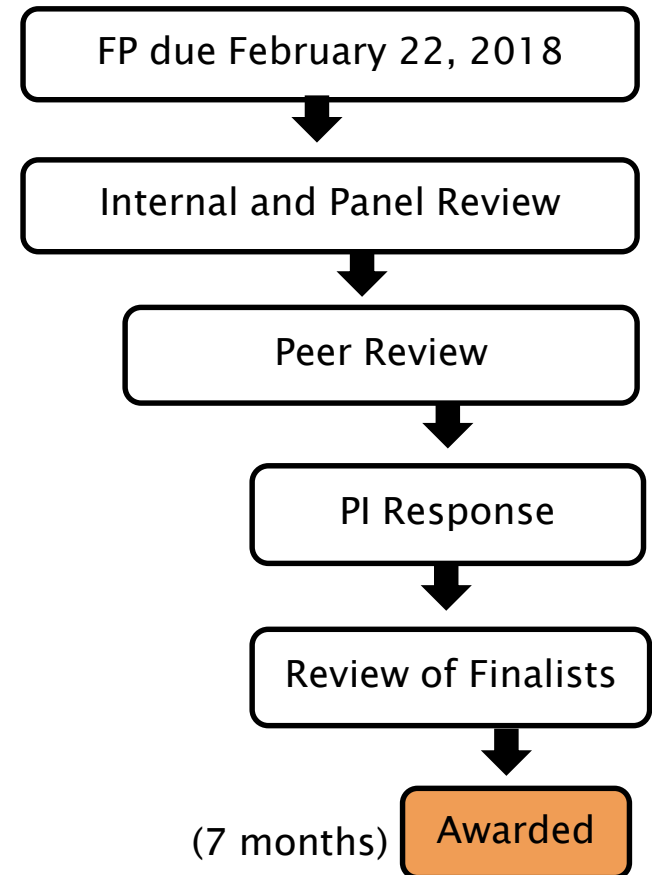 FP due February 22, 2018
Internal and Panel Review
Peer Review
PI Response
Review of Finalists
(7 months) Awarded